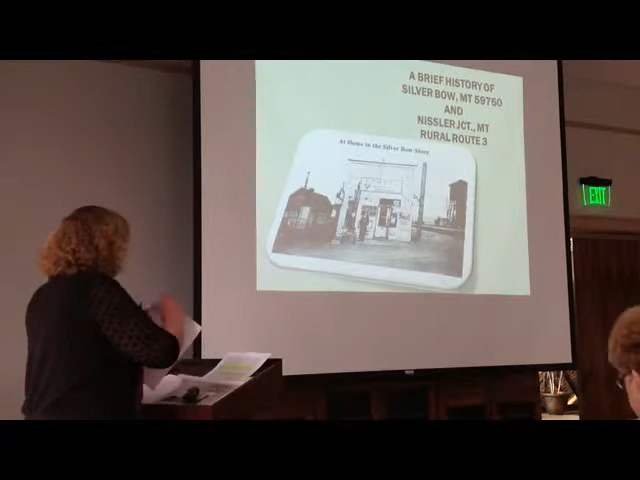 A BRIEF HISTORY OF
SILVER BOW, MT 59750
AND
NISSLER JCT., MT
RURAL ROUTE 3
At Home in the Silver Bow Store
EXIT